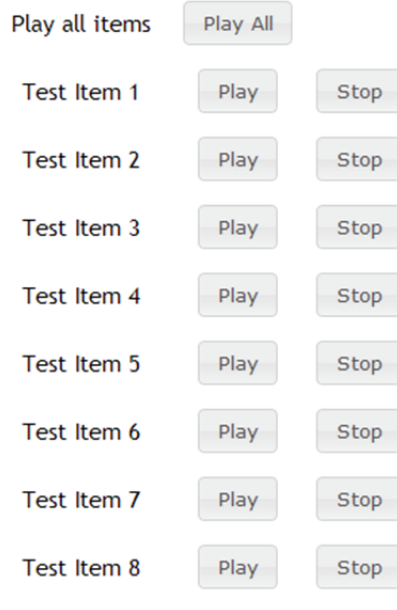 Play all items Play All
Test Item 1 Play Stop
Test Item 2 Play Stop
Test Item 3 Play Stop
Test Item 4 Play Stop
Test Item 5 Play Stop
Test Item 6 Play Stop
Test Item 7 Play Stop
Test Item 8 Play Stop